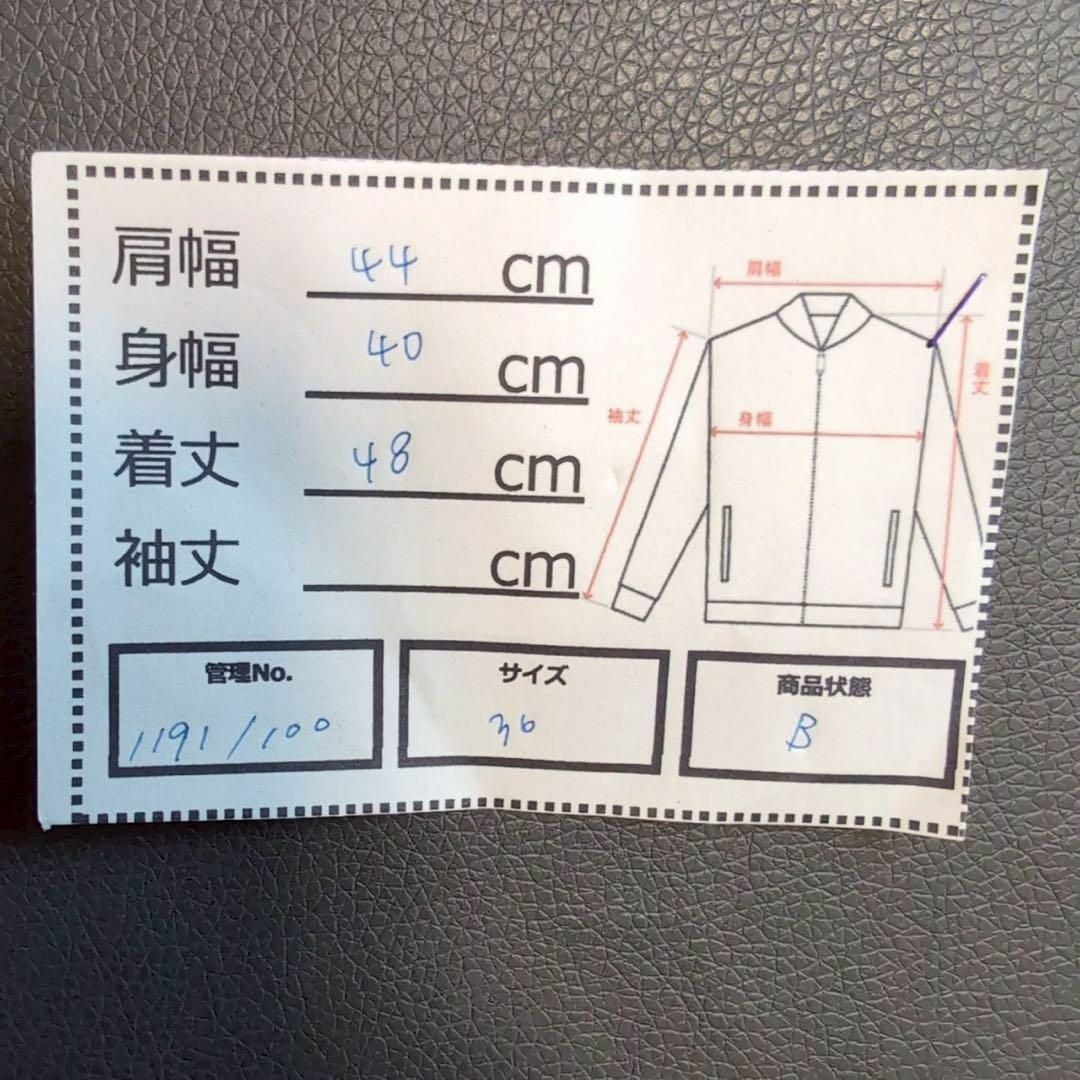 肩幅 44 cm
身幅 40 cm
着丈 48 cm
袖丈 cm
肩幅
着丈
袖丈
身幅
管理No.
1191/100
サイズ
36
商品状態
B